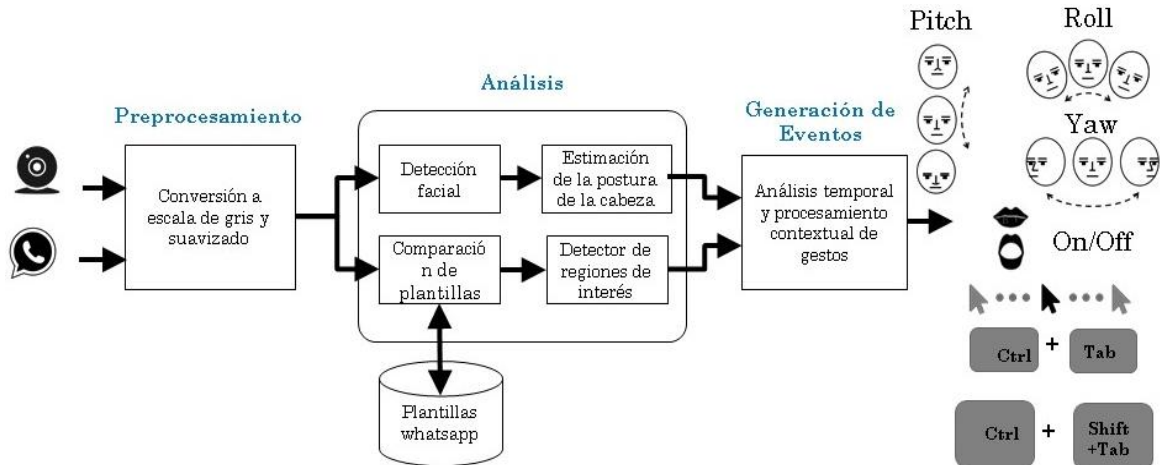 Preprocesamiento
Conversión a
escala de gris y
suavizado
Análisis
Detección
facial
Estimación
de la postura
de la cabeza
Comparació
n de
plantillas
Detector de
regiones de
interés
Plantillas
whatsapp
Generación de
Eventos
Análisis temporal
y procesamiento
contextual de
gestos
Pitch
Roll
Yaw
On/Off
Ctrl + Tab
Ctrl + Shift
+Tab